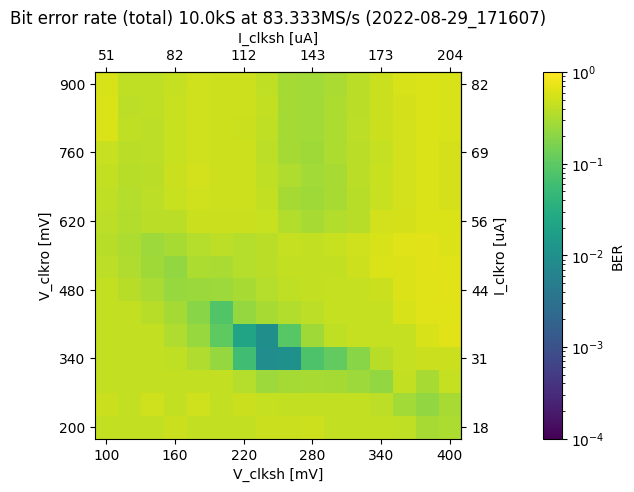 Bit error rate (total) 10.0kS at 83.333MS/s (2022-08-29_171607)
I_clksh [uA]
51 82 112 143 173 204
900 760 620 480 340 200
V_clkro [mV]
82 69 56 44 31 18
I_clkro [uA]
100 160 220 280 340 400
V_clksh [mV]
10^0
10^-1
10^-2
10^-3
10^-4
BER